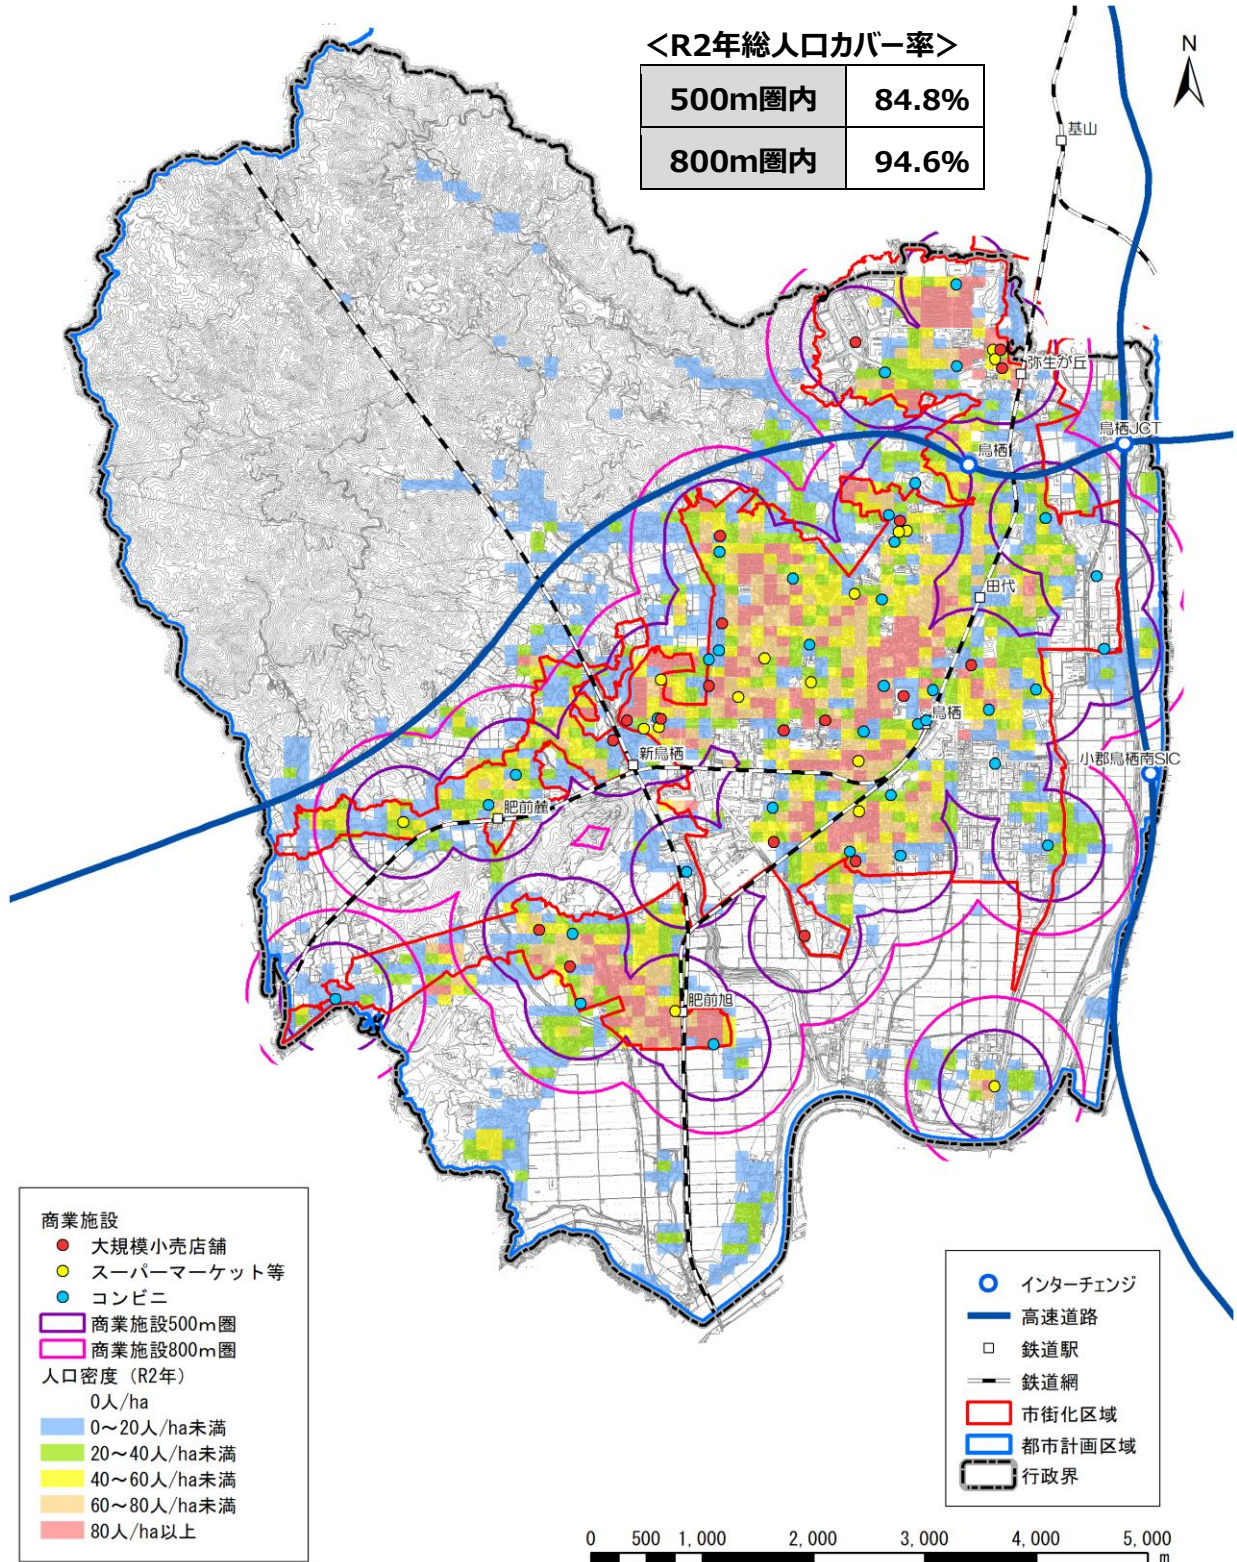 <R2年総人口カバー率>
500m圏内 84.8%
800m圏内 94.6%
N
基山
弥生が丘
鳥栖JCT
鳥栖
田代
鳥栖
新鳥栖
小郡鳥栖南SIC
肥前麓
肥前旭
商業施設
大規模小売店舗
スーパーマーケット等
コンビニ
商業施設500m圏
商業施設800m圏
人口密度（R2年）
0人/ha
0～20人/ha未満
20～40人/ha未満
40～60人/ha未満
60～80人/ha未満
80人/ha以上
インターチェンジ
高速道路
鉄道駅
鉄道網
市街化区域
都市計画区域
行政界
0 500 1,000 2,000 3,000 4,000 5,000
m